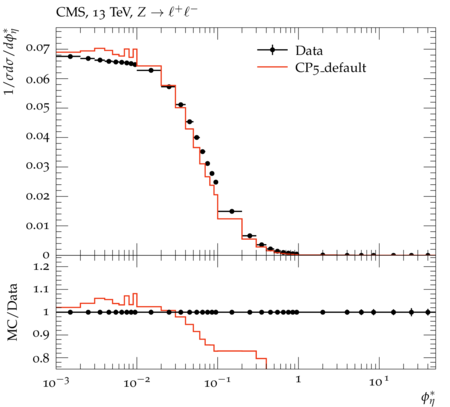 CMS, 13 TeV, Z → ℓ⁺ℓ⁻
1/σdσ/dϕ*η
0.07
0.06
0.05
0.04
0.03
0.02
0.01
0
Data
CP5_default
MC/Data
1.2
1.1
1
0.9
0.8
10⁻³ 10⁻² 10⁻¹ 1 10¹
ϕ*η